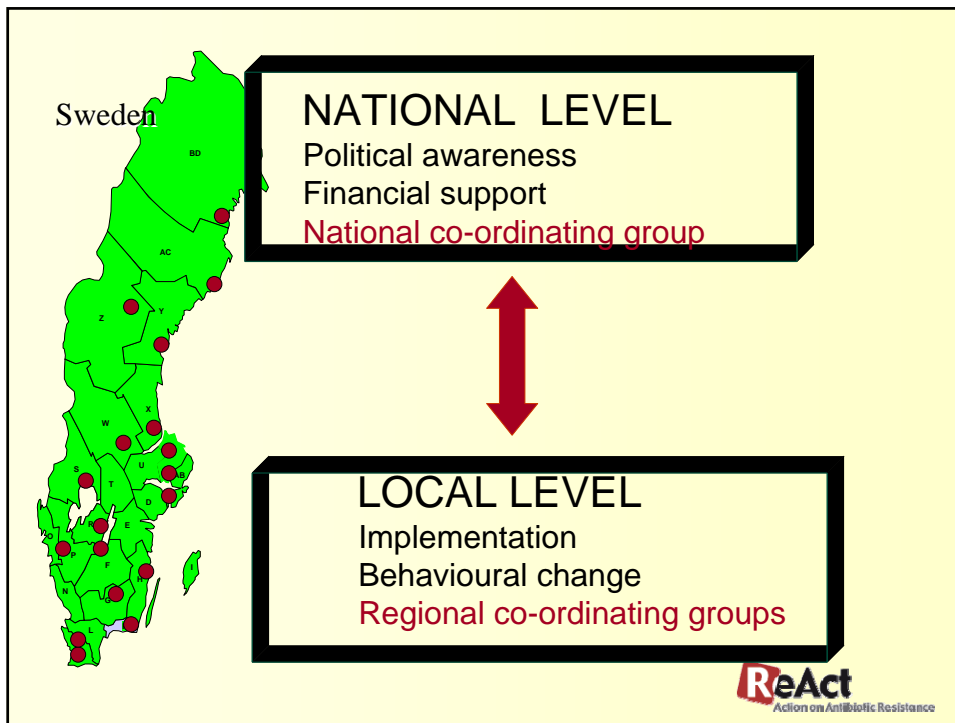 Sweden
NATIONAL LEVEL
Political awareness
Financial support
National co-ordinating group
BD
AC
Z
Y
X
W
U
AB
S
T
D
R
E
O
P
F
H
I
N
G
L
LOCAL LEVEL
Implementation
Behavioural change
Regional co-ordinating groups
ReAct
Action on Antibiotic Resistance